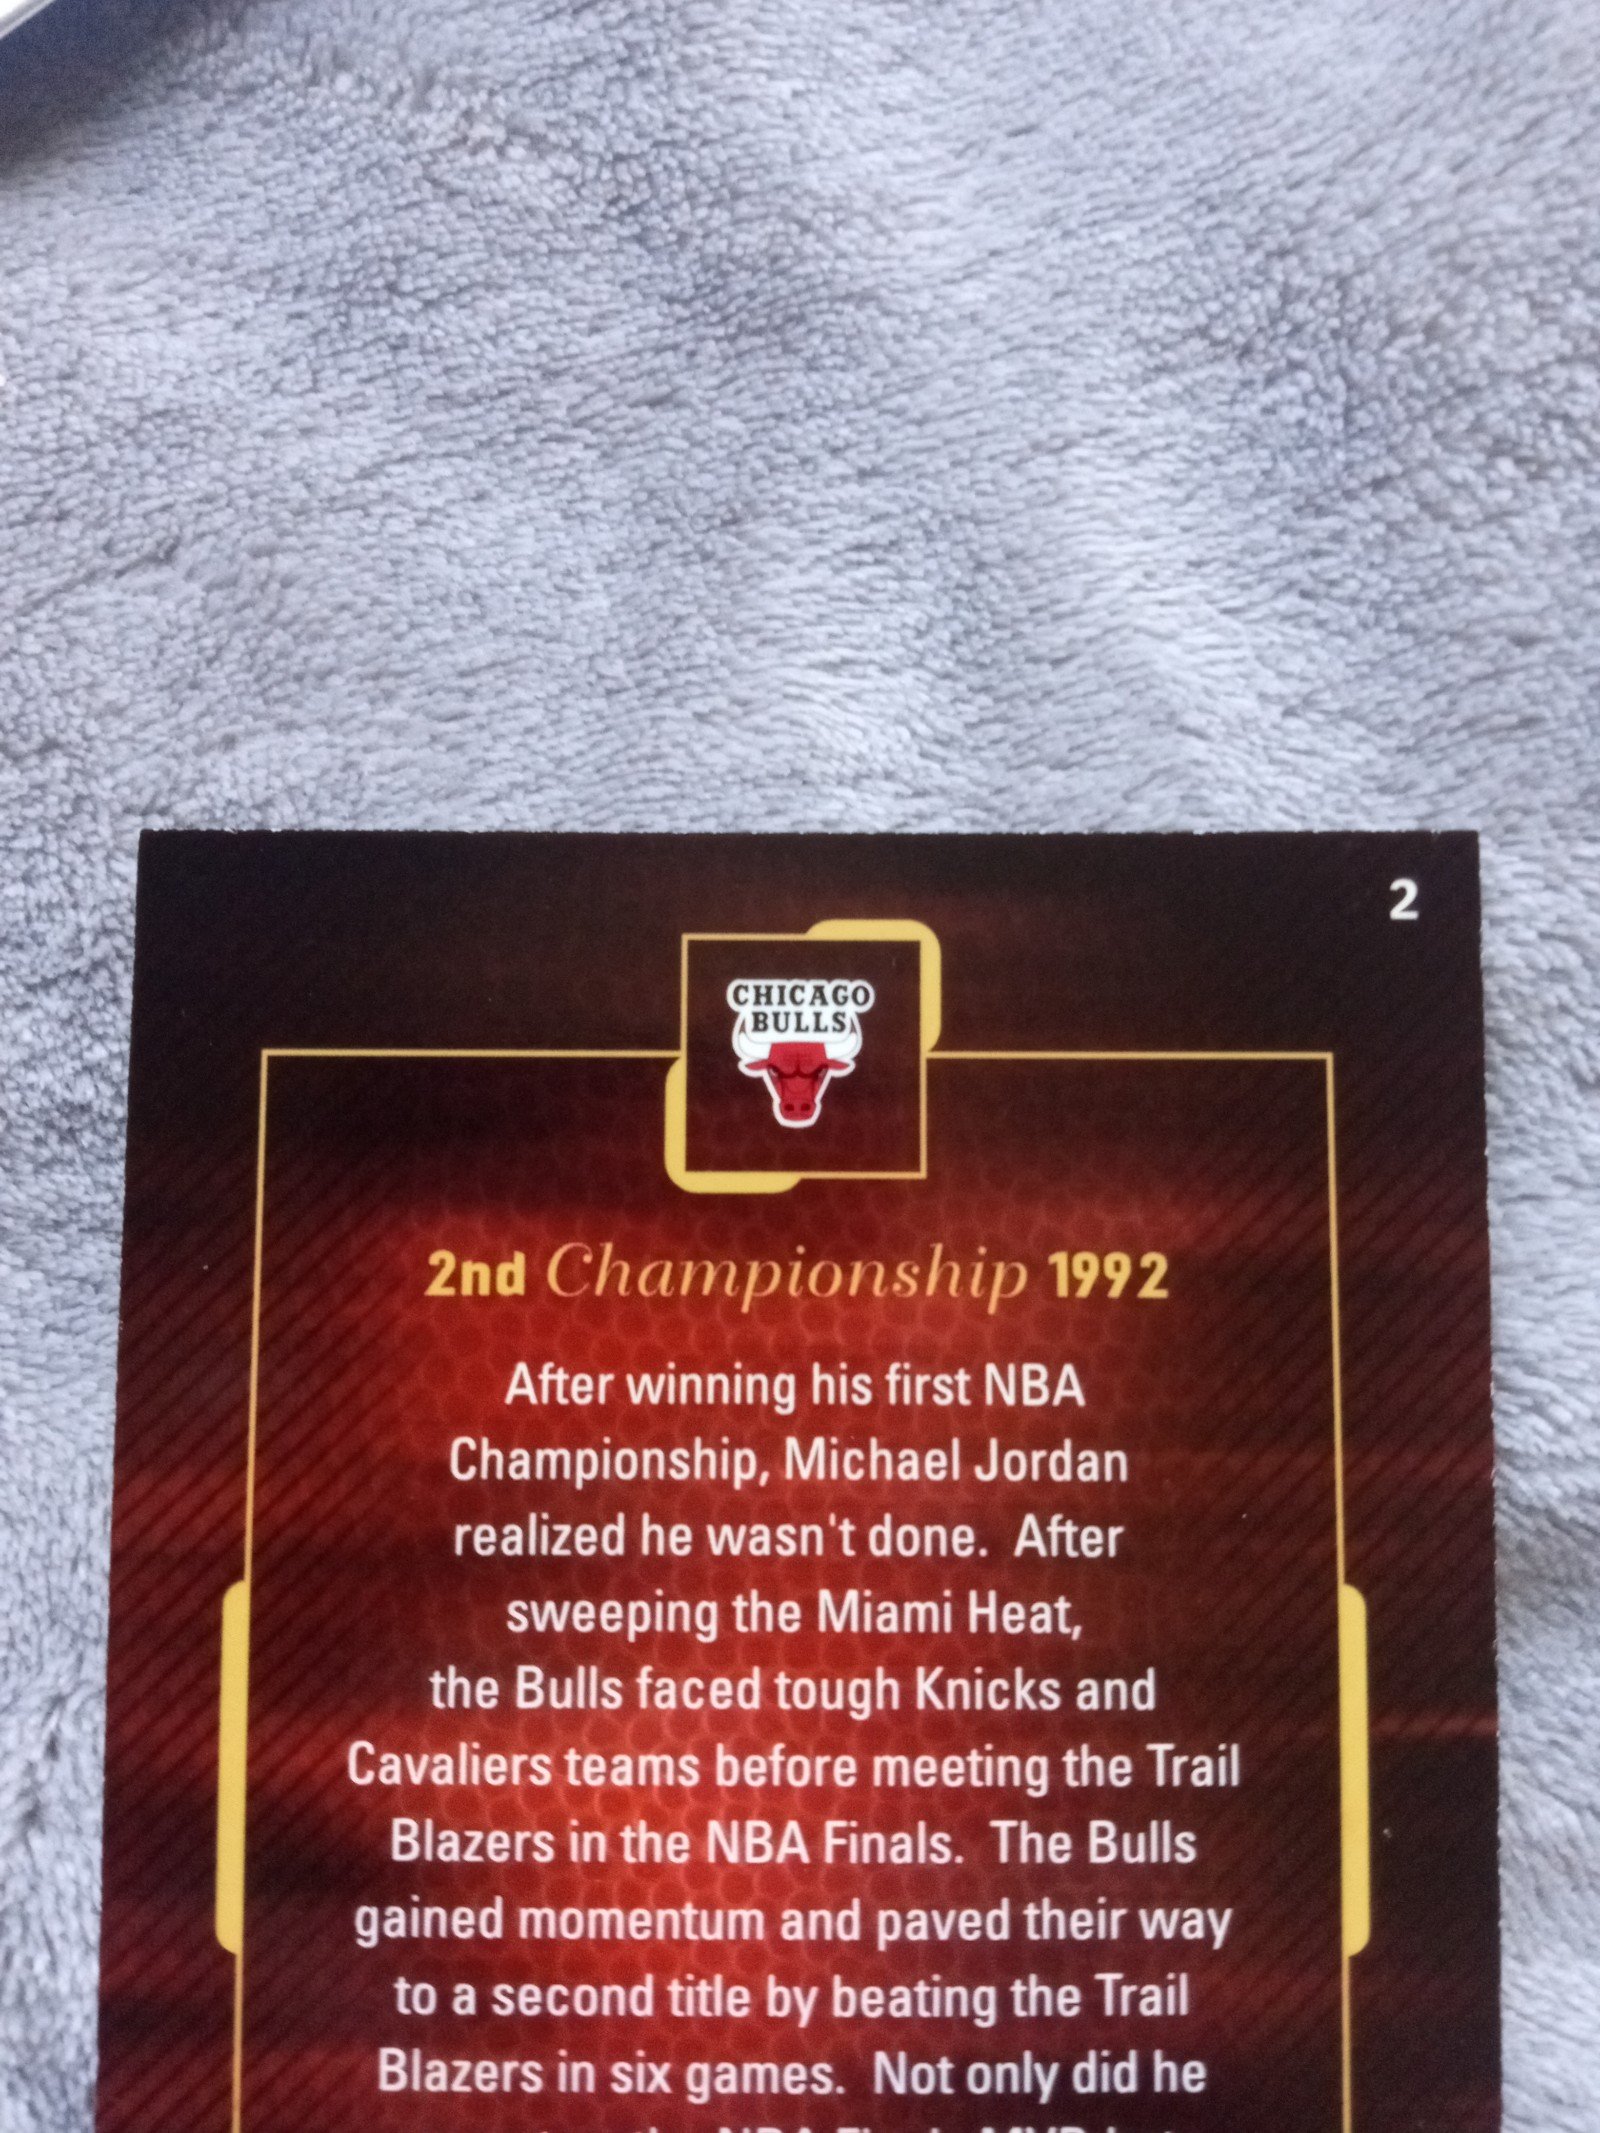 2
CHICAGO
BULLS
2nd Championship 1992
After winning his first NBA
Championship, Michael Jordan
realized he wasn't done. After
sweeping the Miami Heat,
the Bulls faced tough Knicks and
Cavaliers teams before meeting the Trail
Blazers in the NBA Finals. The Bulls
gained momentum and paved their way
to a second title by beating the Trail
Blazers in six games. Not only did he